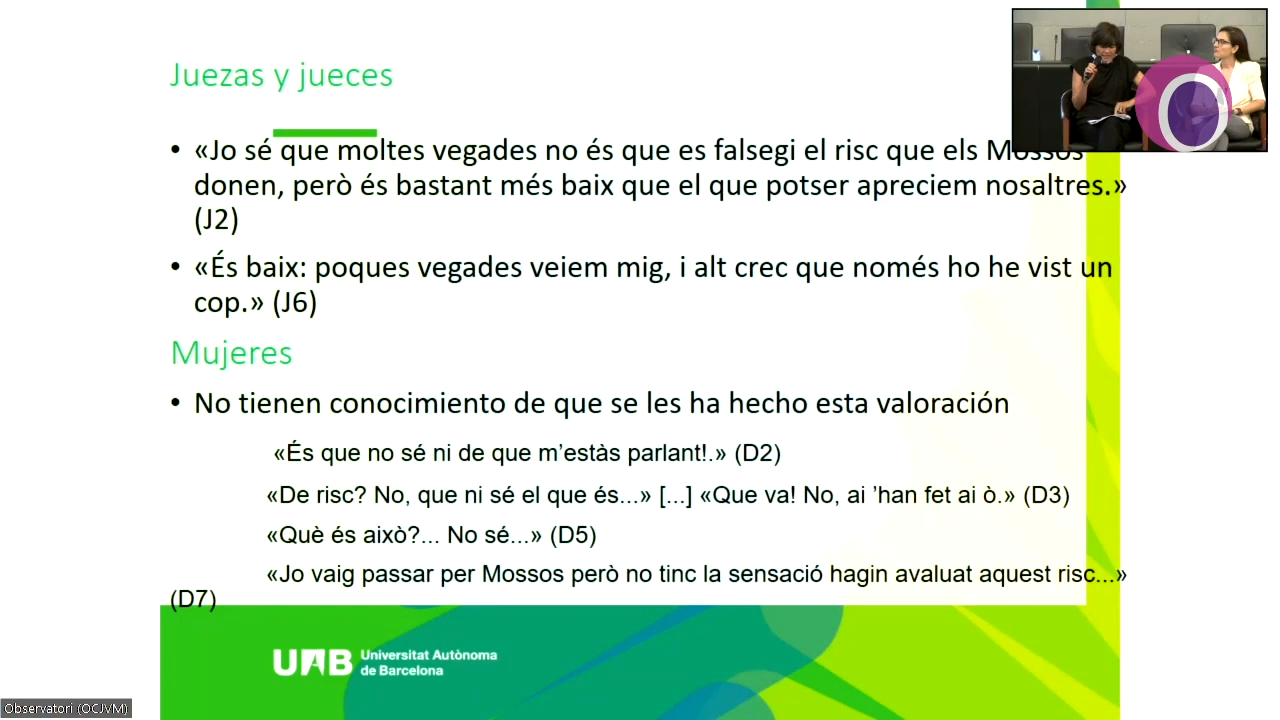 Juezas y jueces
• «Jo sé que moltes vegades no és que es falsegi el risc que els Mossos
donen, però és bastant més baix que el que potser apreciem nosaltres.»
(J2)
• «És baix: poques vegades veiem mig, i alt crec que només ho he vist un
cop.» (J6)
Mujeres
• No tienen conocimiento de que se les ha hecho esta valoración
«És que no sé ni de que m’estàs parlant!.» (D2)
«De risc? No, que ni sé el que és...» [...] «Que va! No, ai ’han fet ai ò.» (D3)
«Què és això?... No sé...» (D5)
«Jo vaig passar per Mossos però no tinc la sensació hagin avaluat aquest risc...»
(D7)
UAB Universitat Autònoma
de Barcelona
Observatori (OCJVM)